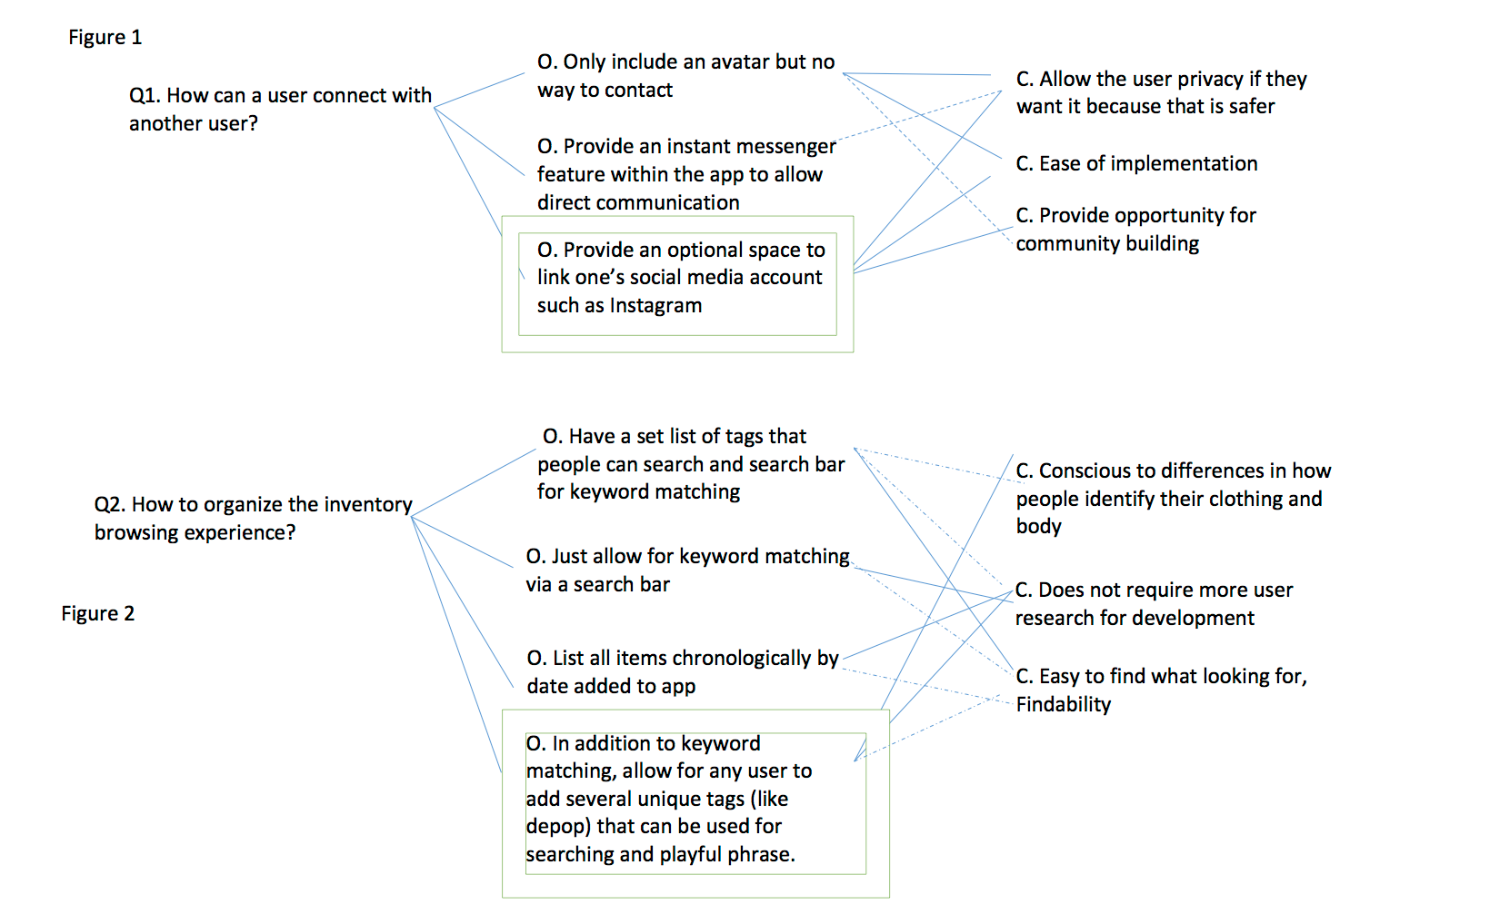 Figure 1
Q1. How can a user connect with
another user?
O. Only include an avatar but no
way to contact
O. Provide an instant messenger
feature within the app to allow
direct communication
O. Provide an optional space to
link one’s social media account
such as Instagram
C. Allow the user privacy if they
want it because that is safer
C. Ease of implementation
C. Provide opportunity for
community building
Q2. How to organize the inventory
browsing experience?
Figure 2
O. Have a set list of tags that
people can search and search bar
for keyword matching
O. Just allow for keyword matching
via a search bar
O. List all items chronologically by
date added to app
O. In addition to keyword
matching, allow for any user to
add several unique tags (like
depop) that can be used for
searching and playful phrase.
C. Conscious to differences in how
people identify their clothing and
body
C. Does not require more user
research for development
C. Easy to find what looking for,
Findability